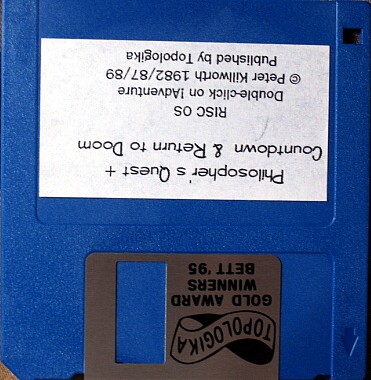 Philosopher's Quest +
Countdown & Return to Doom
RISC OS
Double-click on !Adventure
© Peter Killworth 1982/87/89
Published by Topologika
TOPOLOGIKA
GOLD AWARD
WINNERS
BETT '95